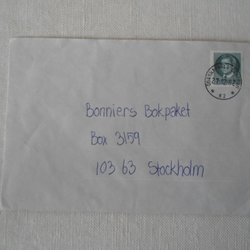 Bonniers Bokpaket
Box 3159
103 63 Stockholm